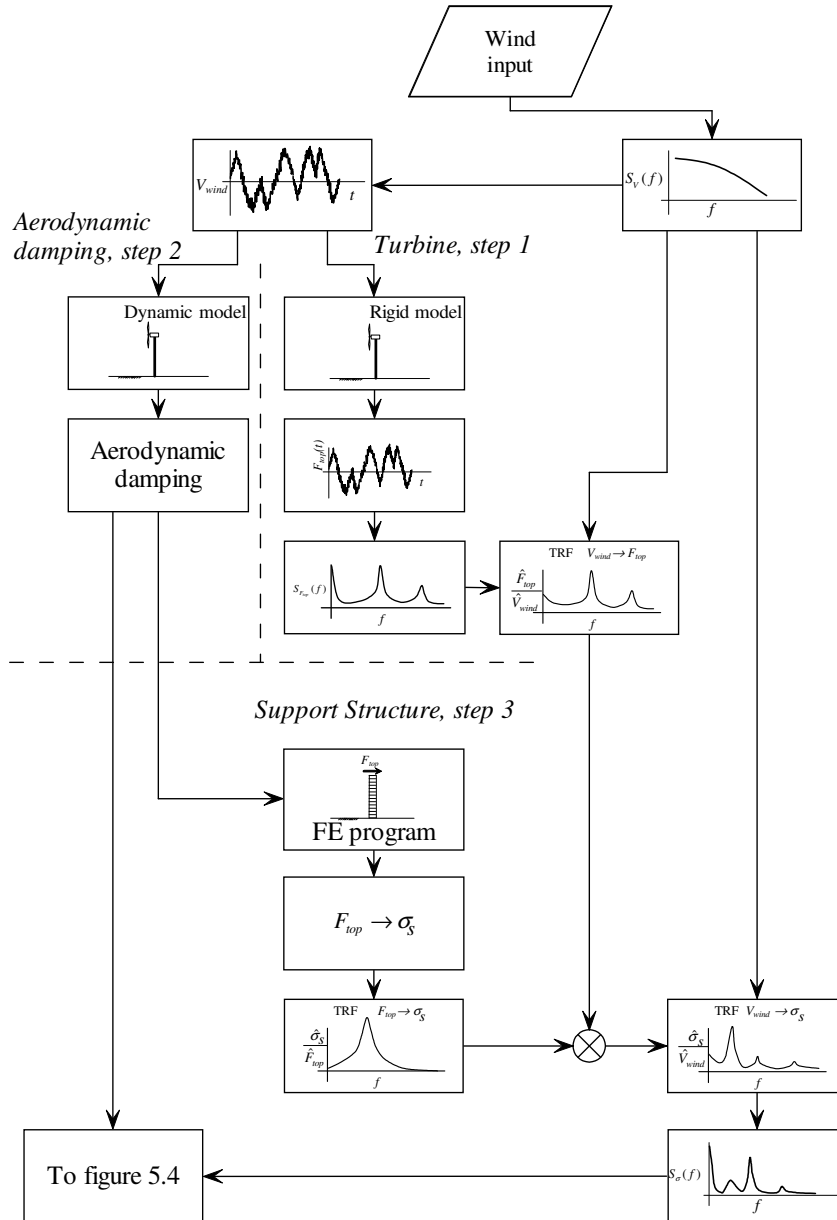 Wind
input
V_wind
t
S_V(f)
f
Aerodynamic
damping, step 2
Turbine, step 1
Dynamic model
Rigid model
Aerodynamic
damping
F_top(t)
t
S_{F_top}(f)
f
TRF V_wind → F_top
F̂_top
V̂_wind
f
Support Structure, step 3
F_top
FE program
F_top → σ_s
TRF F_top → σ_s
σ̂_s
F̂_top
f
TRF V_wind → σ_s
σ̂_s
V̂_wind
f
To figure 5.4
S_σ(f)
f